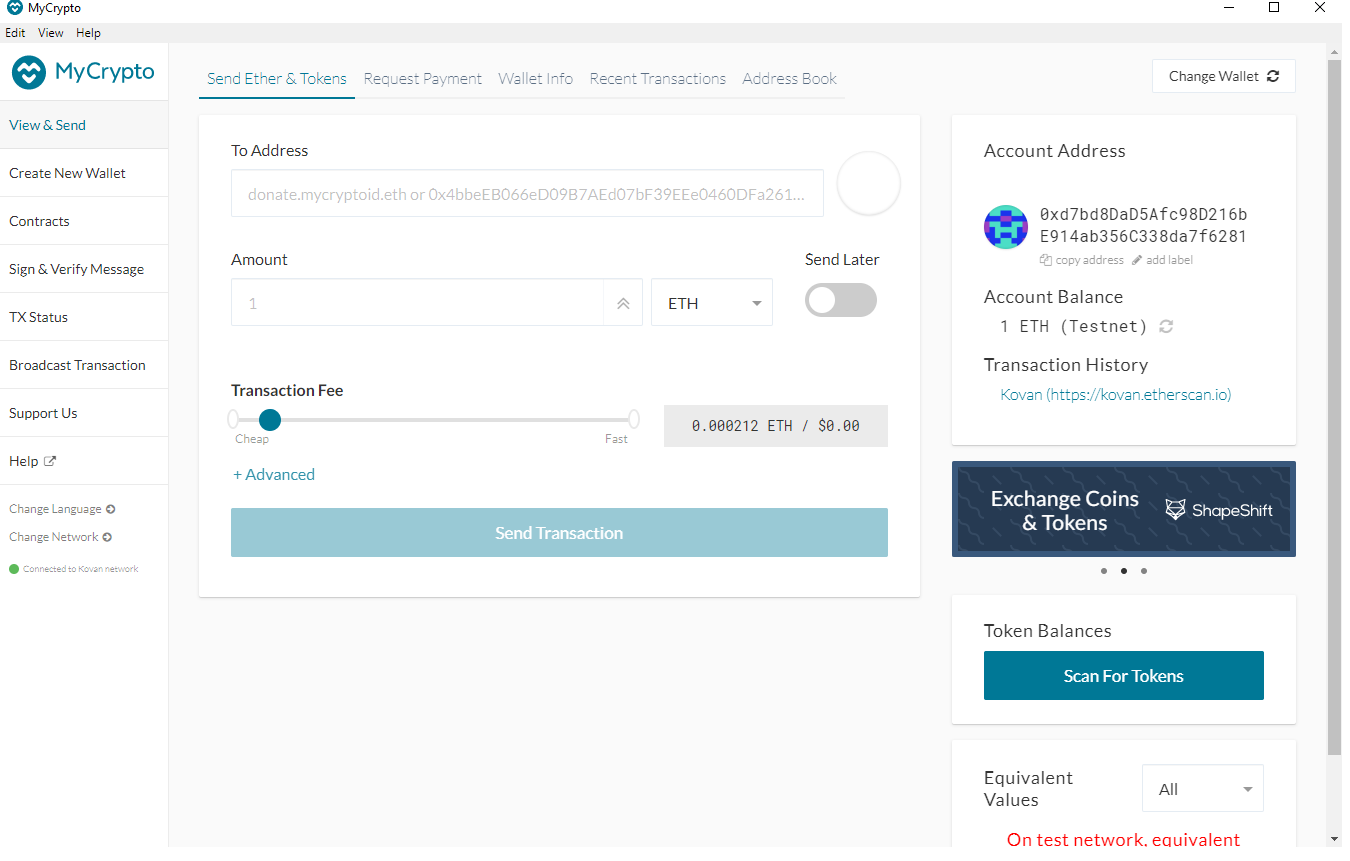 MyCrypto
Edit View Help
MyCrypto
View & Send
Create New Wallet
Contracts
Sign & Verify Message
TX Status
Broadcast Transaction
Support Us
Help
Change Language
Change Network
Connected to Kovan network
Send Ether & Tokens Request Payment Wallet Info Recent Transactions Address Book
Change Wallet
To Address
donate.mycryptoid.eth or 0x4bbeEB066eD09B7AEd07bF39EEe0460DFa261...
Amount
Send Later
1
ETH
Transaction Fee
Cheap
Fast
0.000212 ETH / $0.00
+ Advanced
Send Transaction
Account Address
0xd7bd8DaD5Afc98D216b
E914ab356C338da7f6281
copy address add label
Account Balance
1 ETH (Testnet)
Transaction History
Kovan (https://kovan.etherscan.io)
Exchange Coins
& Tokens
ShapeShift
Token Balances
Scan For Tokens
Equivalent
Values
All
On test network, equivalent